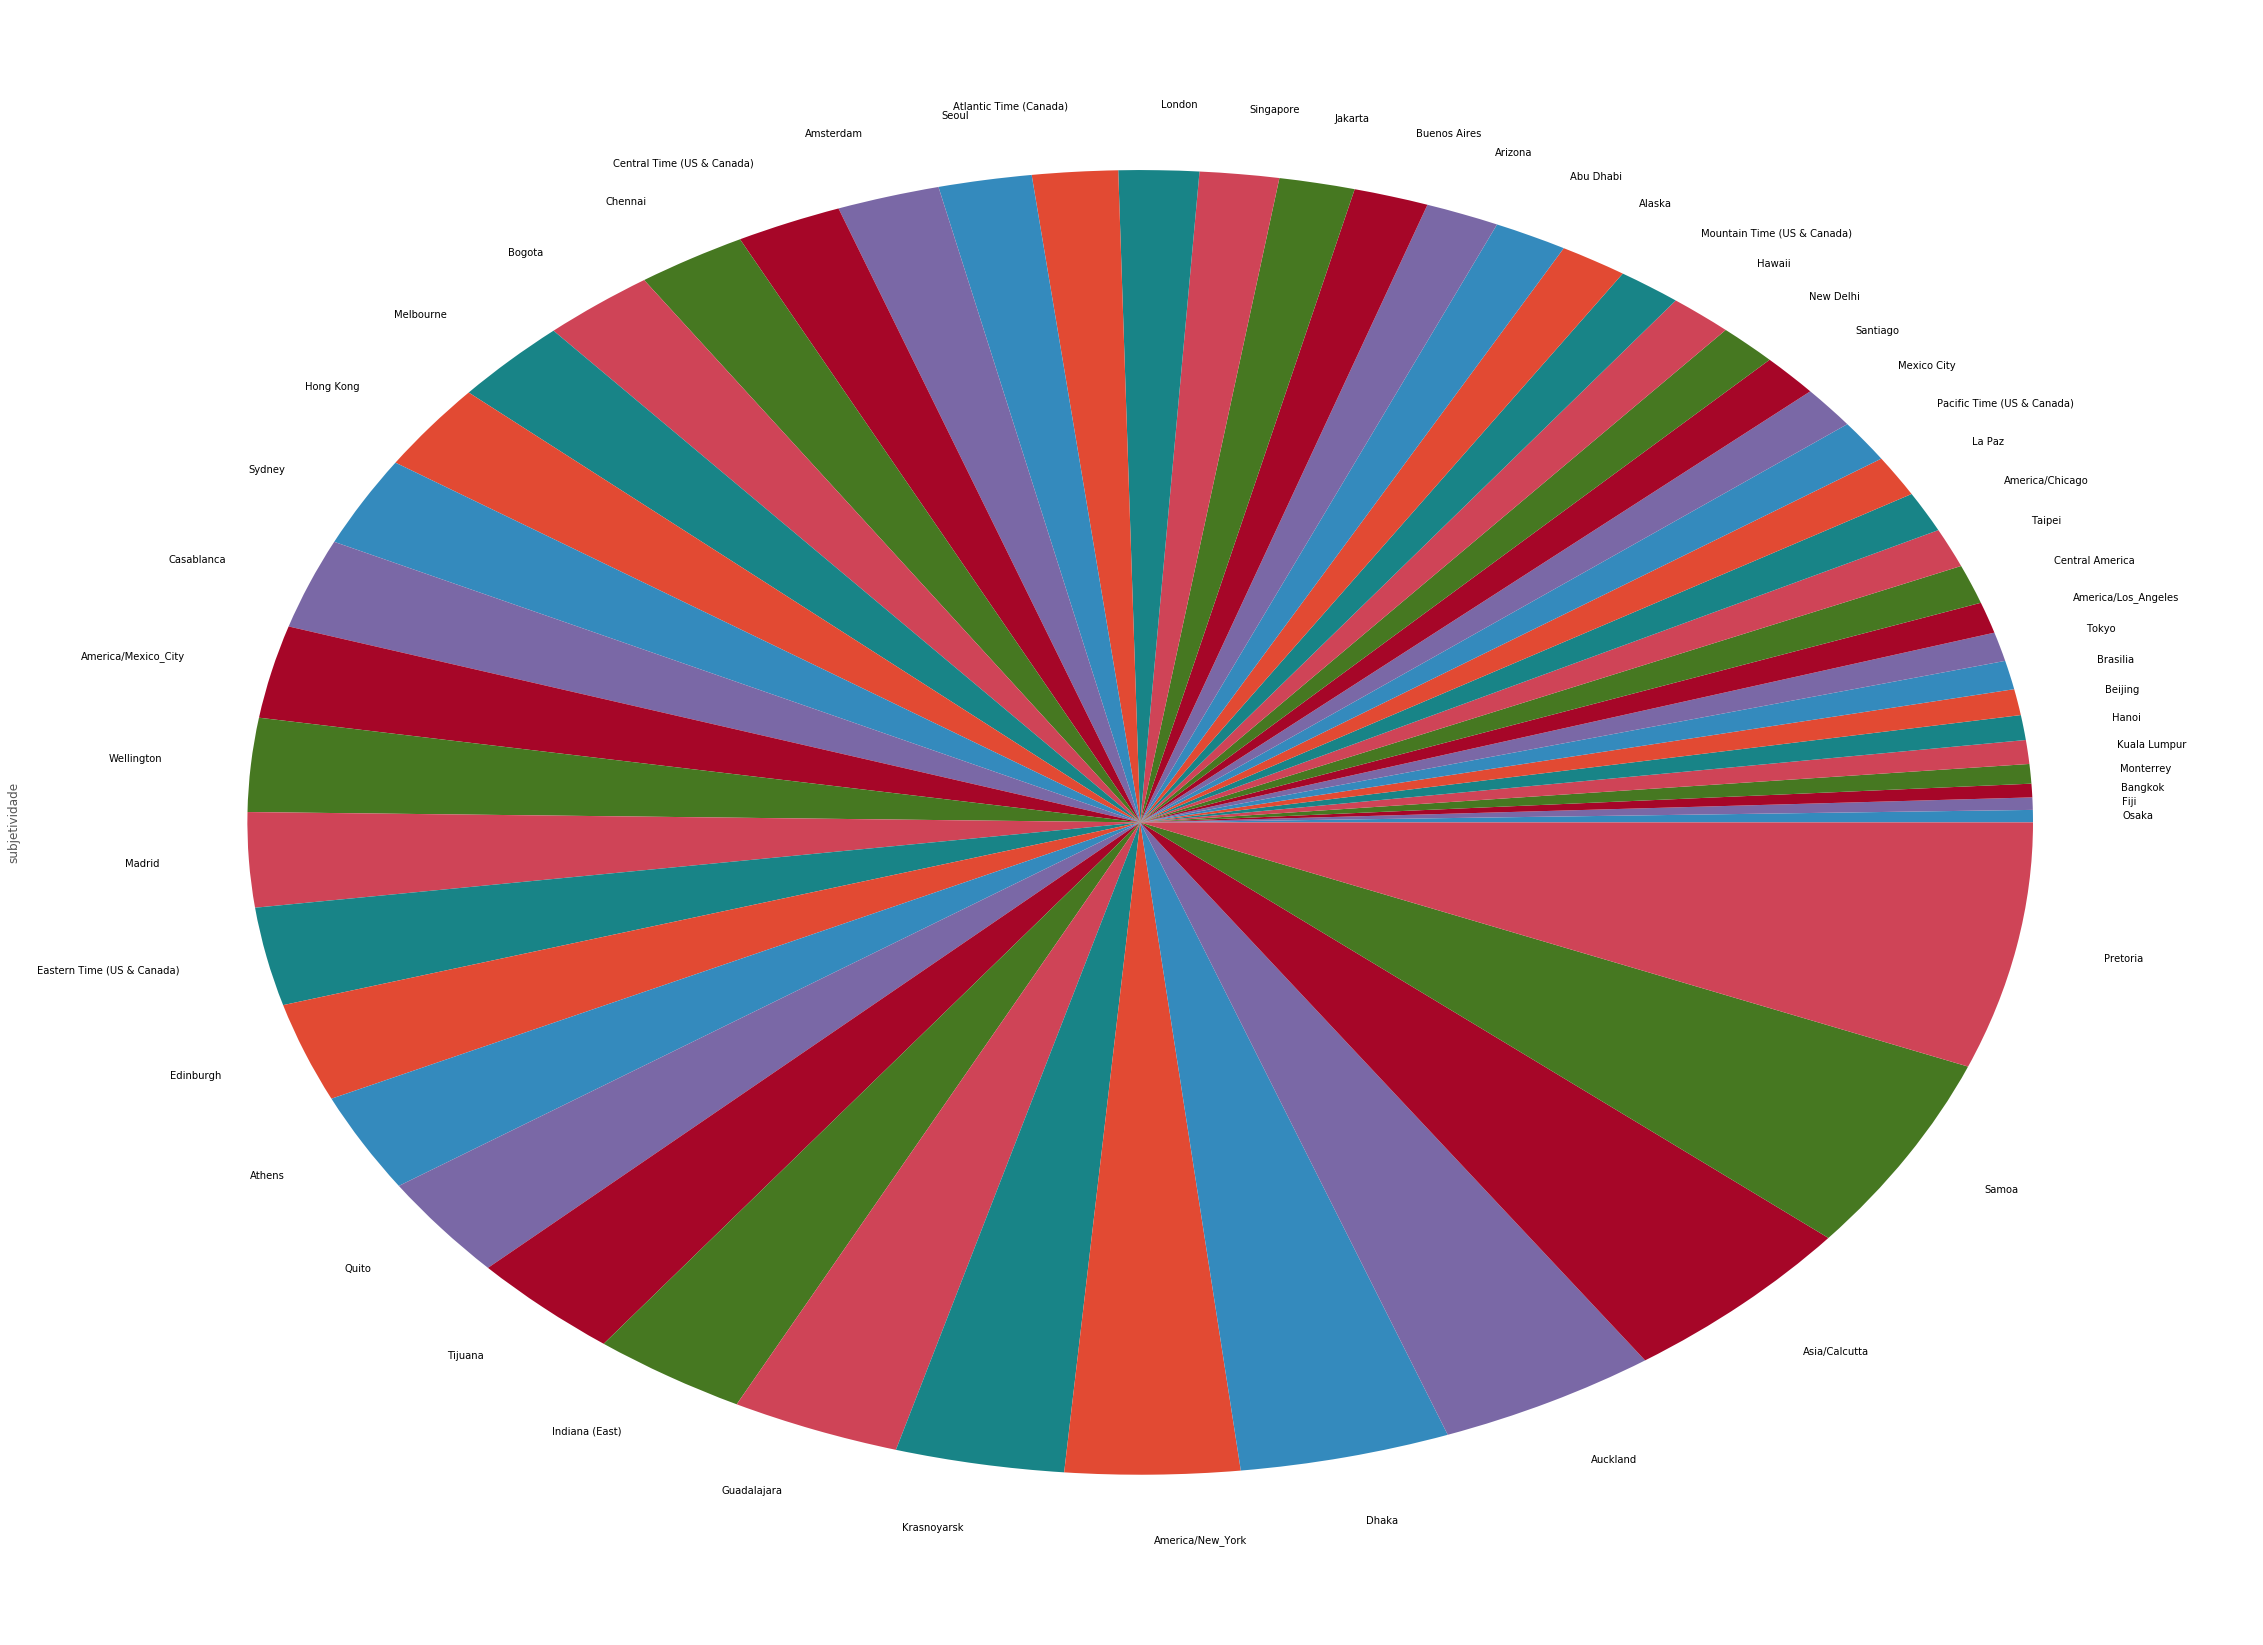 London
Atlantic Time (Canada)
Singapore
Seoul
Jakarta
Amsterdam
Buenos Aires
Arizona
Central Time (US & Canada)
Abu Dhabi
Chennai
Alaska
Mountain Time (US & Canada)
Bogota
Hawaii
New Delhi
Melbourne
Santiago
Mexico City
Hong Kong
Pacific Time (US & Canada)
La Paz
Sydney
America/Chicago
Taipei
Casablanca
Central America
America/Los_Angeles
Tokyo
America/Mexico_City
Brasilia
Beijing
Hanoi
Kuala Lumpur
Wellington
Monterrey
Bangkok
Fiji
Osaka
subjetividade
Madrid
Pretoria
Eastern Time (US & Canada)
Edinburgh
Athens
Samoa
Quito
Asia/Calcutta
Tijuana
Indiana (East)
Auckland
Guadalajara
Dhaka
Krasnoyarsk
America/New_York